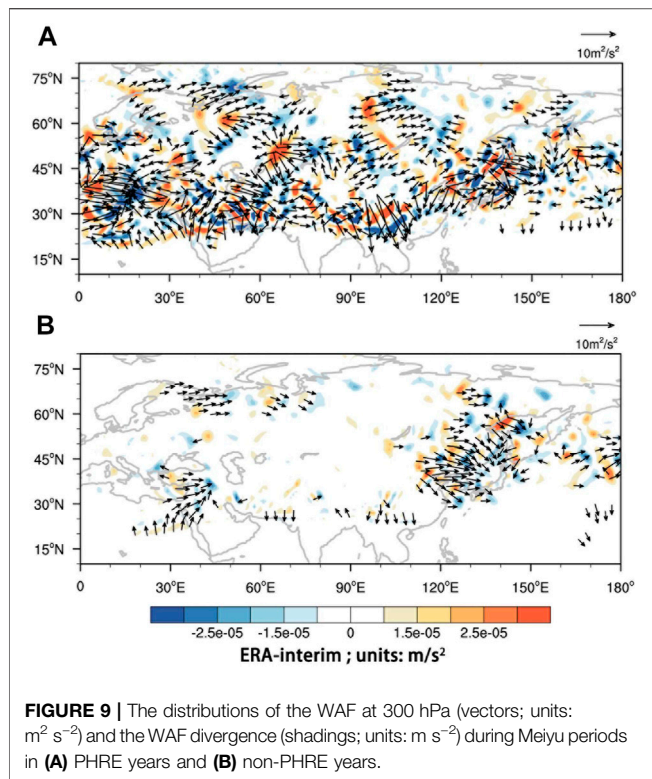 A
10m²/s²
75°N
60°N
45°N
30°N
15°N
0 30°E 60°E 90°E 120°E 150°E 180°
B
10m²/s²
75°N
60°N
45°N
30°N
15°N
0 30°E 60°E 90°E 120°E 150°E 180°
-2.5e-05 -1.5e-05 0 1.5e-05 2.5e-05
ERA-interim ; units: m/s²
FIGURE 9 | The distributions of the WAF at 300 hPa (vectors; units:
m² s⁻²) and the WAF divergence (shadings; units: m s⁻²) during Meiyu periods
in (A) PHRE years and (B) non-PHRE years.